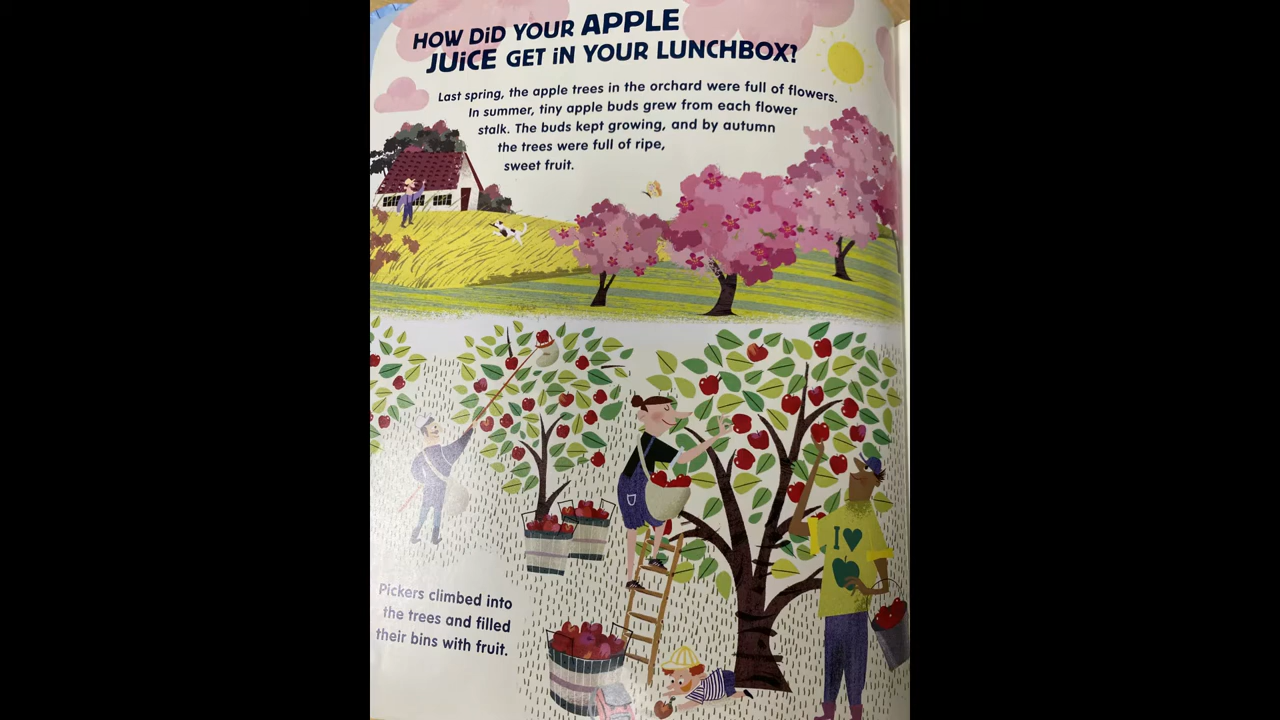 HOW DiD YOUR APPLE
JUiCE GET iN YOUR LUNCHBOX?
Last spring, the apple trees in the orchard were full of flowers.
In summer, tiny apple buds grew from each flower
stalk. The buds kept growing, and by autumn
the trees were full of ripe,
sweet fruit.
I
Pickers climbed into
the trees and filled
their bins with fruit.